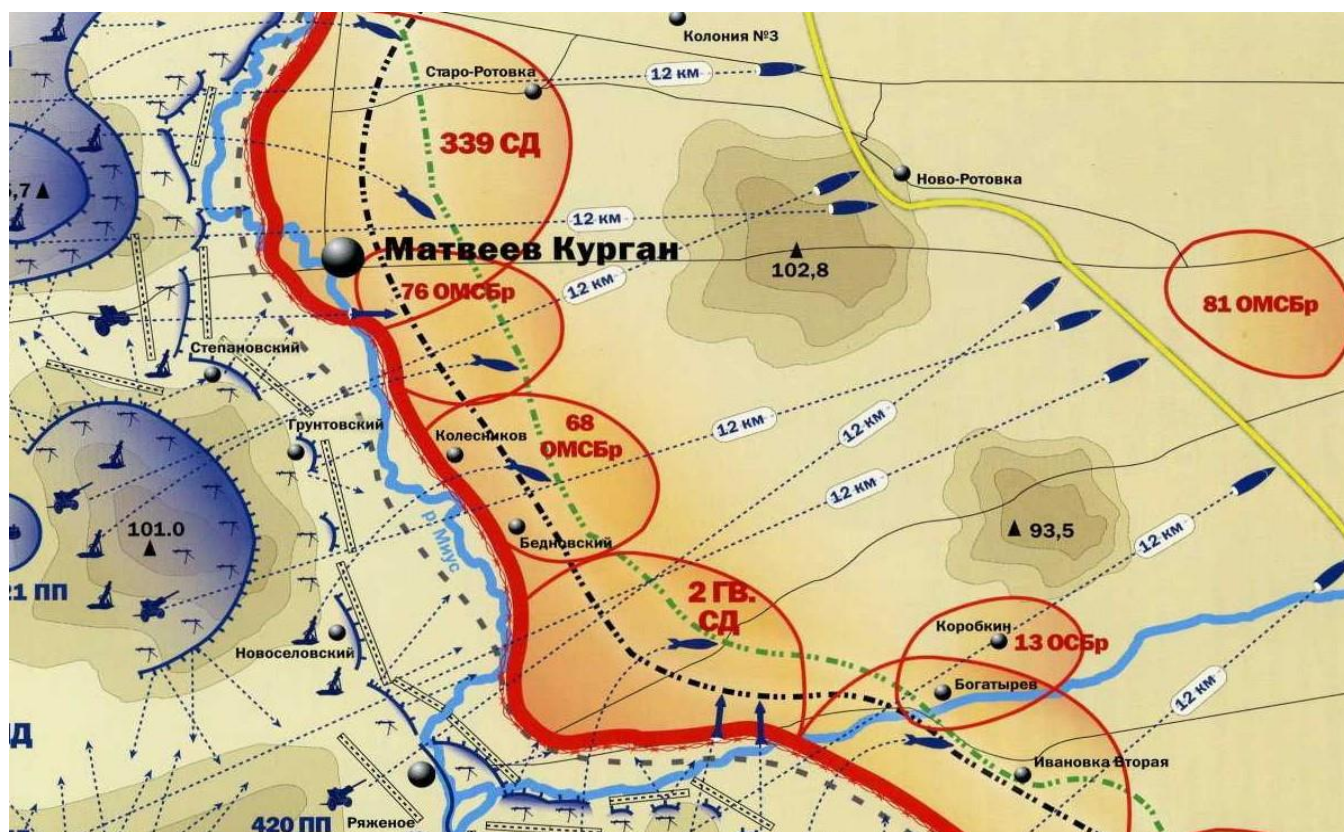 Колония №3
12 км
Старо-Ротовка
339 СД
Ново-Ротовка
12 км
Матвеев Курган
102,8
76 ОМСБр
12 км
81 ОМСБр
Степановский
Грунтовский
Колесников
68
ОМСБр
12 км
12 км
12 км
101.0
р. Миус
Бедновский
93,5
12 км
2 ГВ.
СД
Новоселовский
Коробкин
13 ОСБр
Богатырев
12 км
Ивановка Вторая
420 ПП
Ряженое